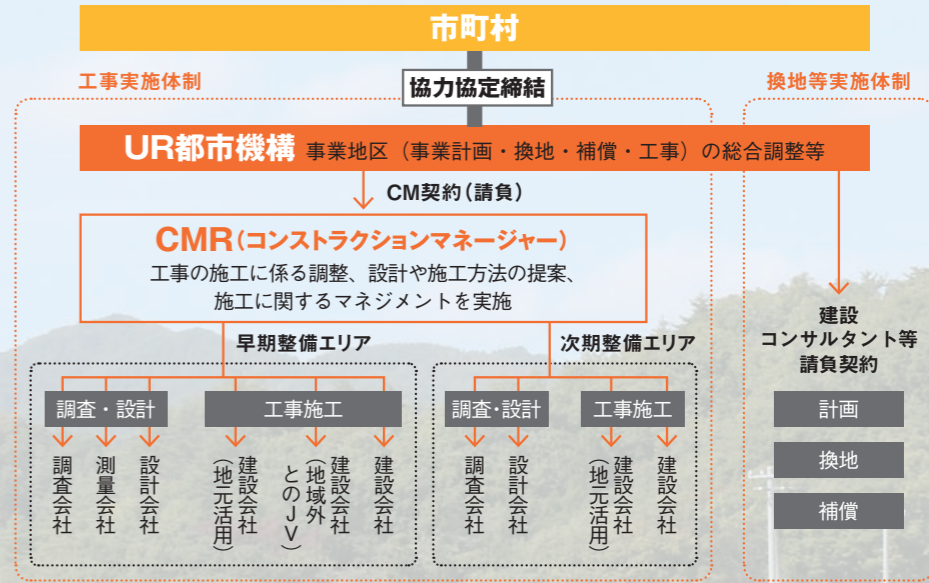 市町村
工事実施体制
協力協定締結
換地等実施体制
UR都市機構 事業地区（事業計画・換地・補償・工事）の総合調整等
CM契約（請負）
CMR（コンストラクションマネージャー）
工事の施工に係る調整、設計や施工方法の提案、
施工に関するマネジメントを実施
早期整備エリア
次期整備エリア
建設
コンサルタント等
請負契約
調査・設計
工事施工
調査・設計
工事施工
計画
換地
補償
調査会社
測量会社
設計会社
建設会社
（地元活用）
建設会社
（地域外
とのＪＶ）
建設会社
調査会社
設計会社
建設会社
（地元活用）
建設会社